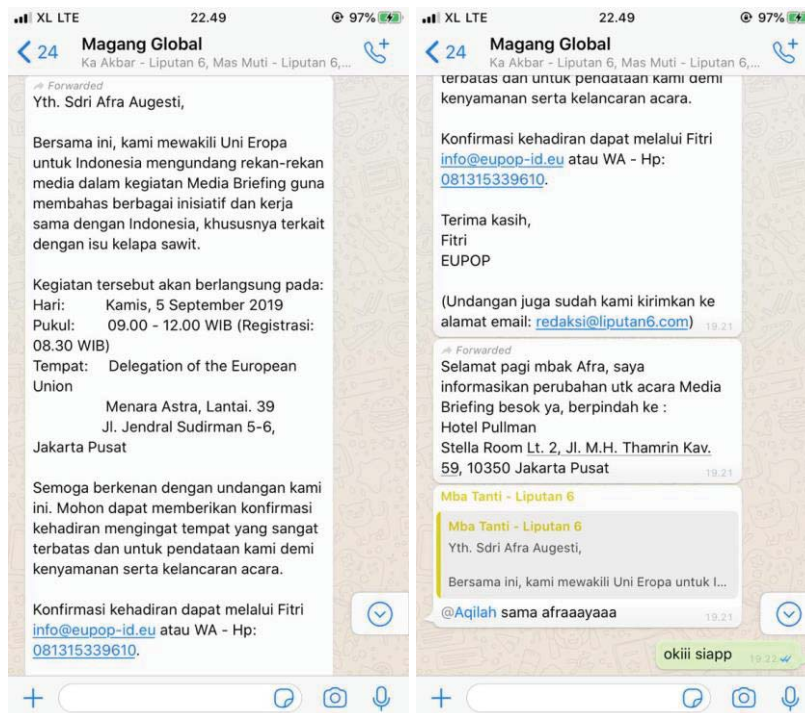 XL LTE 22.49 97%
24 Magang Global
Ka Akbar - Liputan 6, Mas Muti - Liputan 6,...
Forwarded
Yth. Sdri Afra Augesti,
Bersama ini, kami mewakili Uni Eropa
untuk Indonesia mengundang rekan-rekan
media dalam kegiatan Media Briefing guna
membahas berbagai inisiatif dan kerja
sama dengan Indonesia, khususnya terkait
dengan isu kelapa sawit.
Kegiatan tersebut akan berlangsung pada:
Hari: Kamis, 5 September 2019
Pukul: 09.00 - 12.00 WIB (Registrasi:
08.30 WIB)
Tempat: Delegation of the European
Union
Menara Astra, Lantai. 39
Jl. Jendral Sudirman 5-6,
Jakarta Pusat
Semoga berkenan dengan undangan kami
ini. Mohon dapat memberikan konfirmasi
kehadiran mengingat tempat yang sangat
terbatas dan untuk pendataan kami demi
kenyamanan serta kelancaran acara.
Konfirmasi kehadiran dapat melalui Fitri
info@eupop-id.eu atau WA - Hp:
081315339610.
XL LTE 22.49 97%
24 Magang Global
Ka Akbar - Liputan 6, Mas Muti - Liputan 6,...
terbatas dan untuk pendataan kami demi
kenyamanan serta kelancaran acara.
Konfirmasi kehadiran dapat melalui Fitri
info@eupop-id.eu atau WA - Hp:
081315339610.
Terima kasih,
Fitri
EUPOP
(Undangan juga sudah kami kirimkan ke
alamat email: redaksi@liputan6.com) 19.21
Forwarded
Selamat pagi mbak Afra, saya
informasikan perubahan utk acara Media
Briefing besok ya, berpindah ke :
Hotel Pullman
Stella Room Lt. 2, Jl. M.H. Thamrin Kav.
59, 10350 Jakarta Pusat 19.21
Mba Tanti - Liputan 6
Mba Tanti - Liputan 6
Yth. Sdri Afra Augesti,
Bersama ini, kami mewakili Uni Eropa untuk I...
@Aqilah sama afraaayaaa 19.21
okiii siapp 19.22